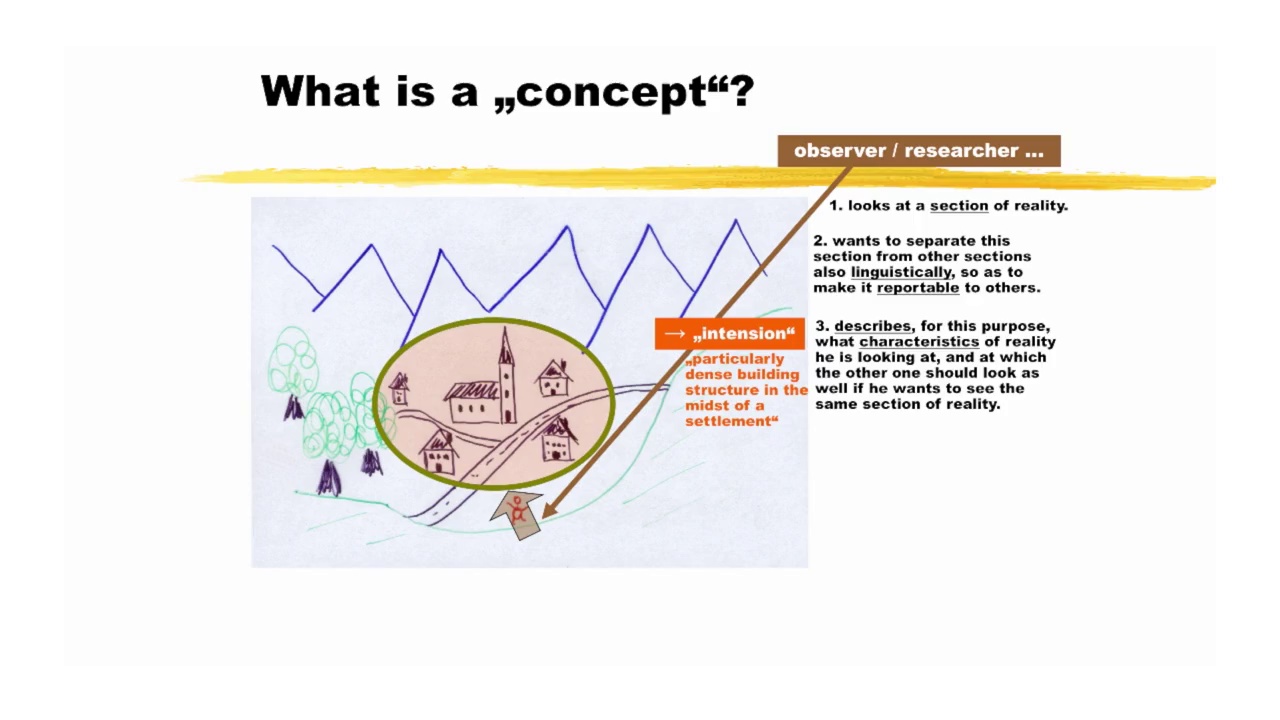 What is a „concept“?
observer / researcher ...
1. looks at a section of reality.
2. wants to separate this
section from other sections
also linguistically, so as to
make it reportable to others.
→ „intension“
„particularly
dense building
structure in the
midst of a
settlement“
3. describes, for this purpose,
what characteristics of reality
he is looking at, and at which
the other one should look as
well if he wants to see the
same section of reality.